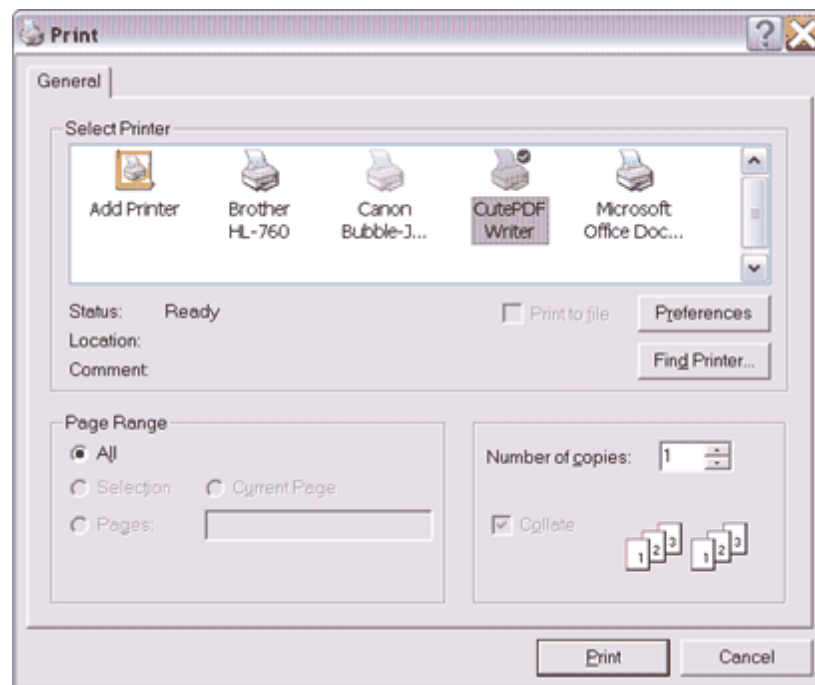 Print
General
Select Printer
Add Printer
Brother
HL-760
Canon
Bubble-J...
CutePDF
Writer
Microsoft
Office Doc...
Status: Ready
Print to file
Preferences
Location:
Find Printer...
Comment:
Page Range
All
Selection
Current Page
Pages:
Number of copies: 1
Collate
1 2 3 1 2 3
Print
Cancel